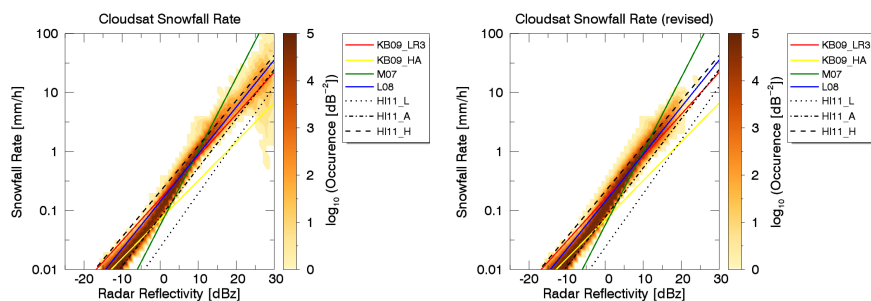 Cloudsat Snowfall Rate
100
10
1
0.1
0.01
Snowfall Rate [mm/h]
-20 -10 0 10 20 30
Radar Reflectivity [dBz]
5
4
3
2
1
0
log10 (Occurence [dB-2])
KB09_LR3
KB09_HA
M07
L08
HI11_L
HI11_A
HI11_H
Cloudsat Snowfall Rate (revised)
100
10
1
0.1
0.01
Snowfall Rate [mm/h]
-20 -10 0 10 20 30
Radar Reflectivity [dBz]
5
4
3
2
1
0
log10 (Occurence [dB-2])
KB09_LR3
KB09_HA
M07
L08
HI11_L
HI11_A
HI11_H